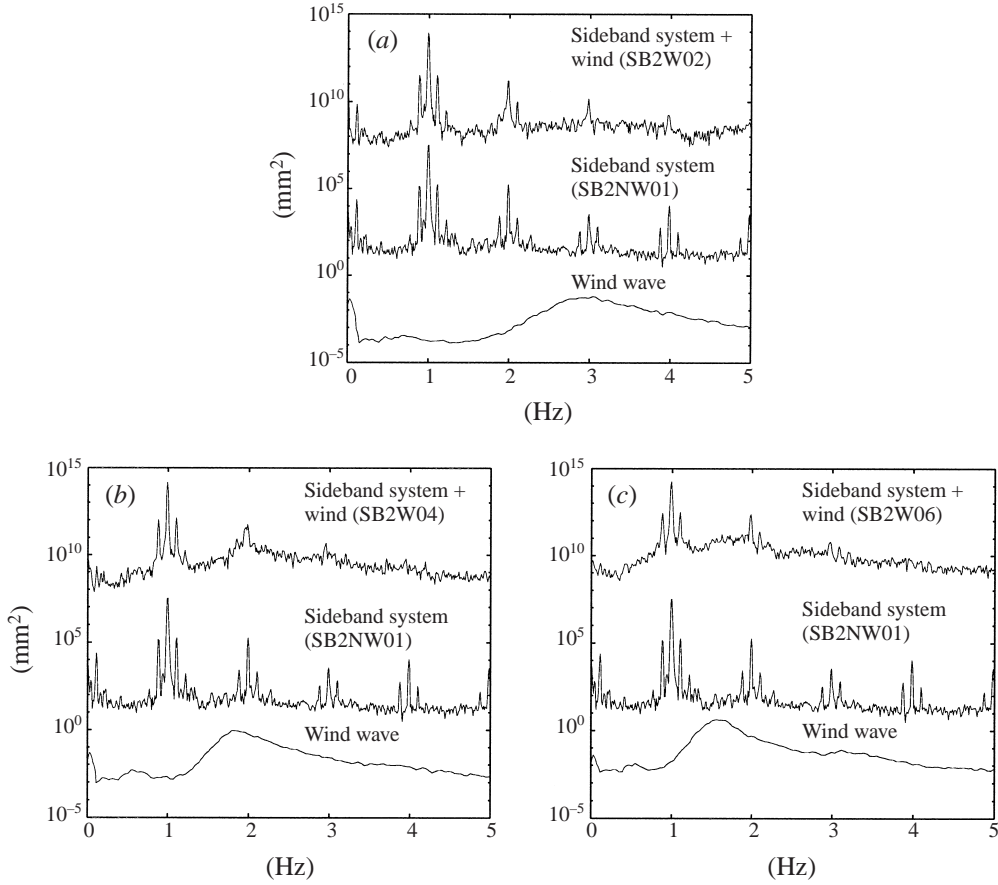 (a)
10^15
10^10
10^5
10^0
10^−5
(mm^2)
Sideband system +
wind (SB2W02)
Sideband system
(SB2NW01)
Wind wave
0 1 2 3 4 5
(Hz)
(b)
10^15
10^10
10^5
10^0
10^−5
(mm^2)
Sideband system +
wind (SB2W04)
Sideband system
(SB2NW01)
Wind wave
0 1 2 3 4 5
(Hz)
(c)
10^15
10^10
10^5
10^0
10^−5
Sideband system +
wind (SB2W06)
Sideband system
(SB2NW01)
Wind wave
0 1 2 3 4 5
(Hz)